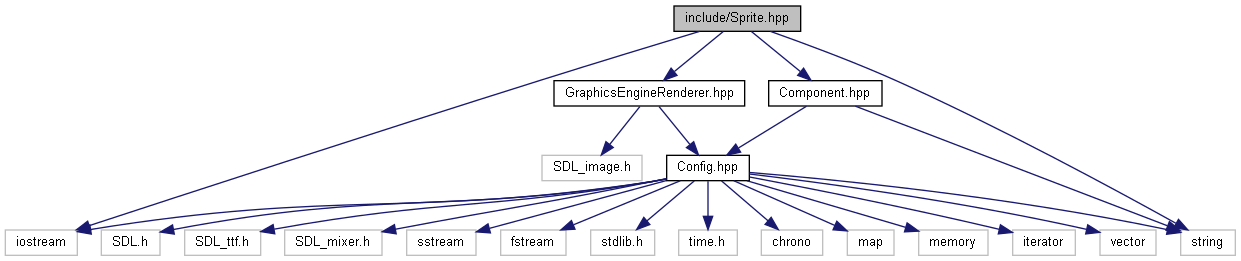 include/Sprite.hpp
GraphicsEngineRenderer.hpp
Component.hpp
SDL_image.h
Config.hpp
iostream
SDL.h
SDL_ttf.h
SDL_mixer.h
sstream
fstream
stdlib.h
time.h
chrono
map
memory
iterator
vector
string